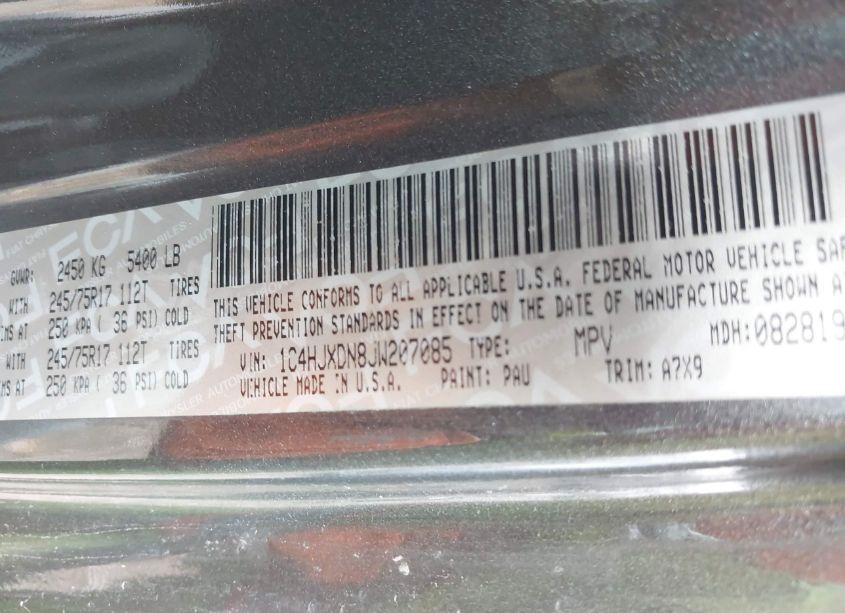 GVWR: 2450 KG 5400 LB
WITH 245/75R17 112T TIRES
AT 250 KPA ( 36 PSI) COLD
WITH 245/75R17 112T TIRES
AT 250 KPA ( 36 PSI) COLD
THIS VEHICLE CONFORMS TO ALL APPLICABLE U.S.A. FEDERAL MOTOR VEHICLE
THEFT PREVENTION STANDARDS IN EFFECT ON THE DATE OF MANUFACTURE SHOWN
VIN: 1C4HJXDN8JW207085 TYPE: MPV MDH:082819
VEHICLE MADE IN U.S.A. PAINT: PAU TRIM: A7X9